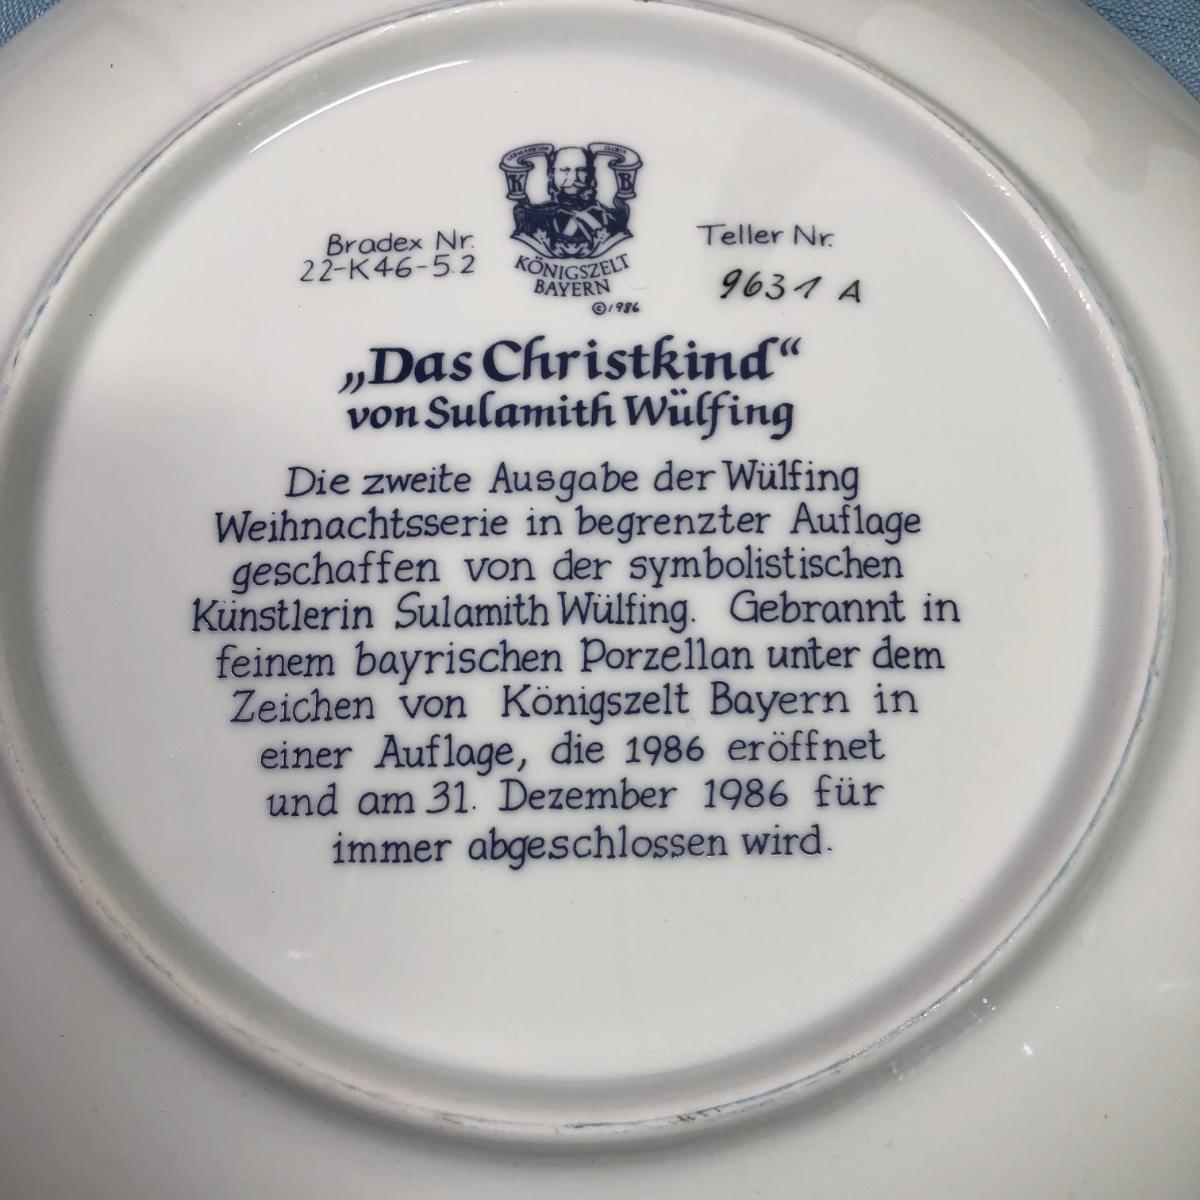 GLORIA
K B
KÖNIGSZELT
BAYERN
©1986
Bradex Nr.
22-K46-5.2
Teller Nr.
9631 A
„Das Christkind“
von Sulamith Wülfing
Die zweite Ausgabe der Wülfing
Weihnachtsserie in begrenzter Auflage
geschaffen von der symbolistischen
Künstlerin Sulamith Wülfing. Gebrannt in
feinem bayrischen Porzellan unter dem
Zeichen von Königszelt Bayern in
einer Auflage, die 1986 eröffnet
und am 31. Dezember 1986 für
immer abgeschlossen wird.